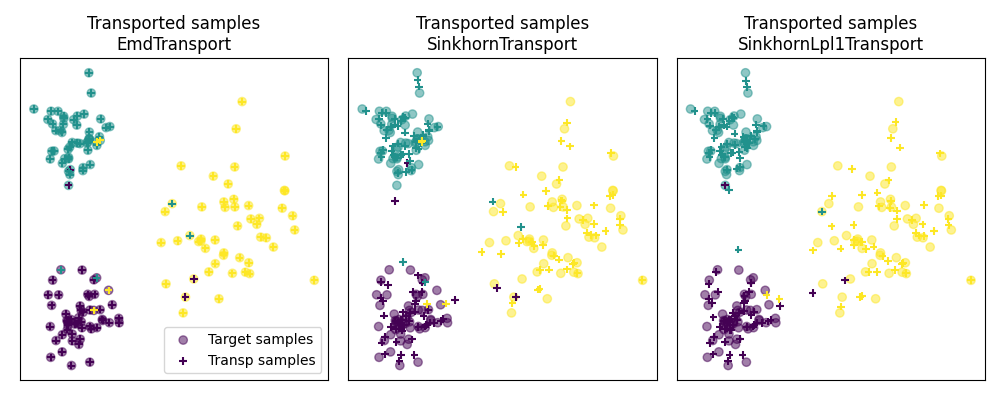 Transported samples
EmdTransport
Transported samples
SinkhornTransport
Transported samples
SinkhornLpl1Transport
Target samples
Transp samples